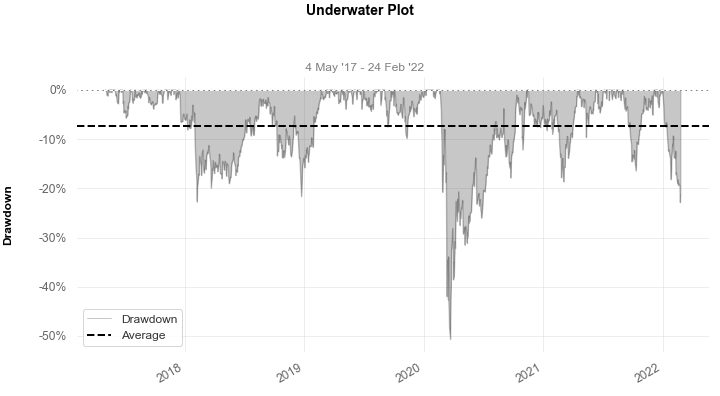 Underwater Plot
4 May '17 - 24 Feb '22
0%
-10%
-20%
-30%
-40%
-50%
Drawdown
Drawdown
Average
2018
2019
2020
2021
2022